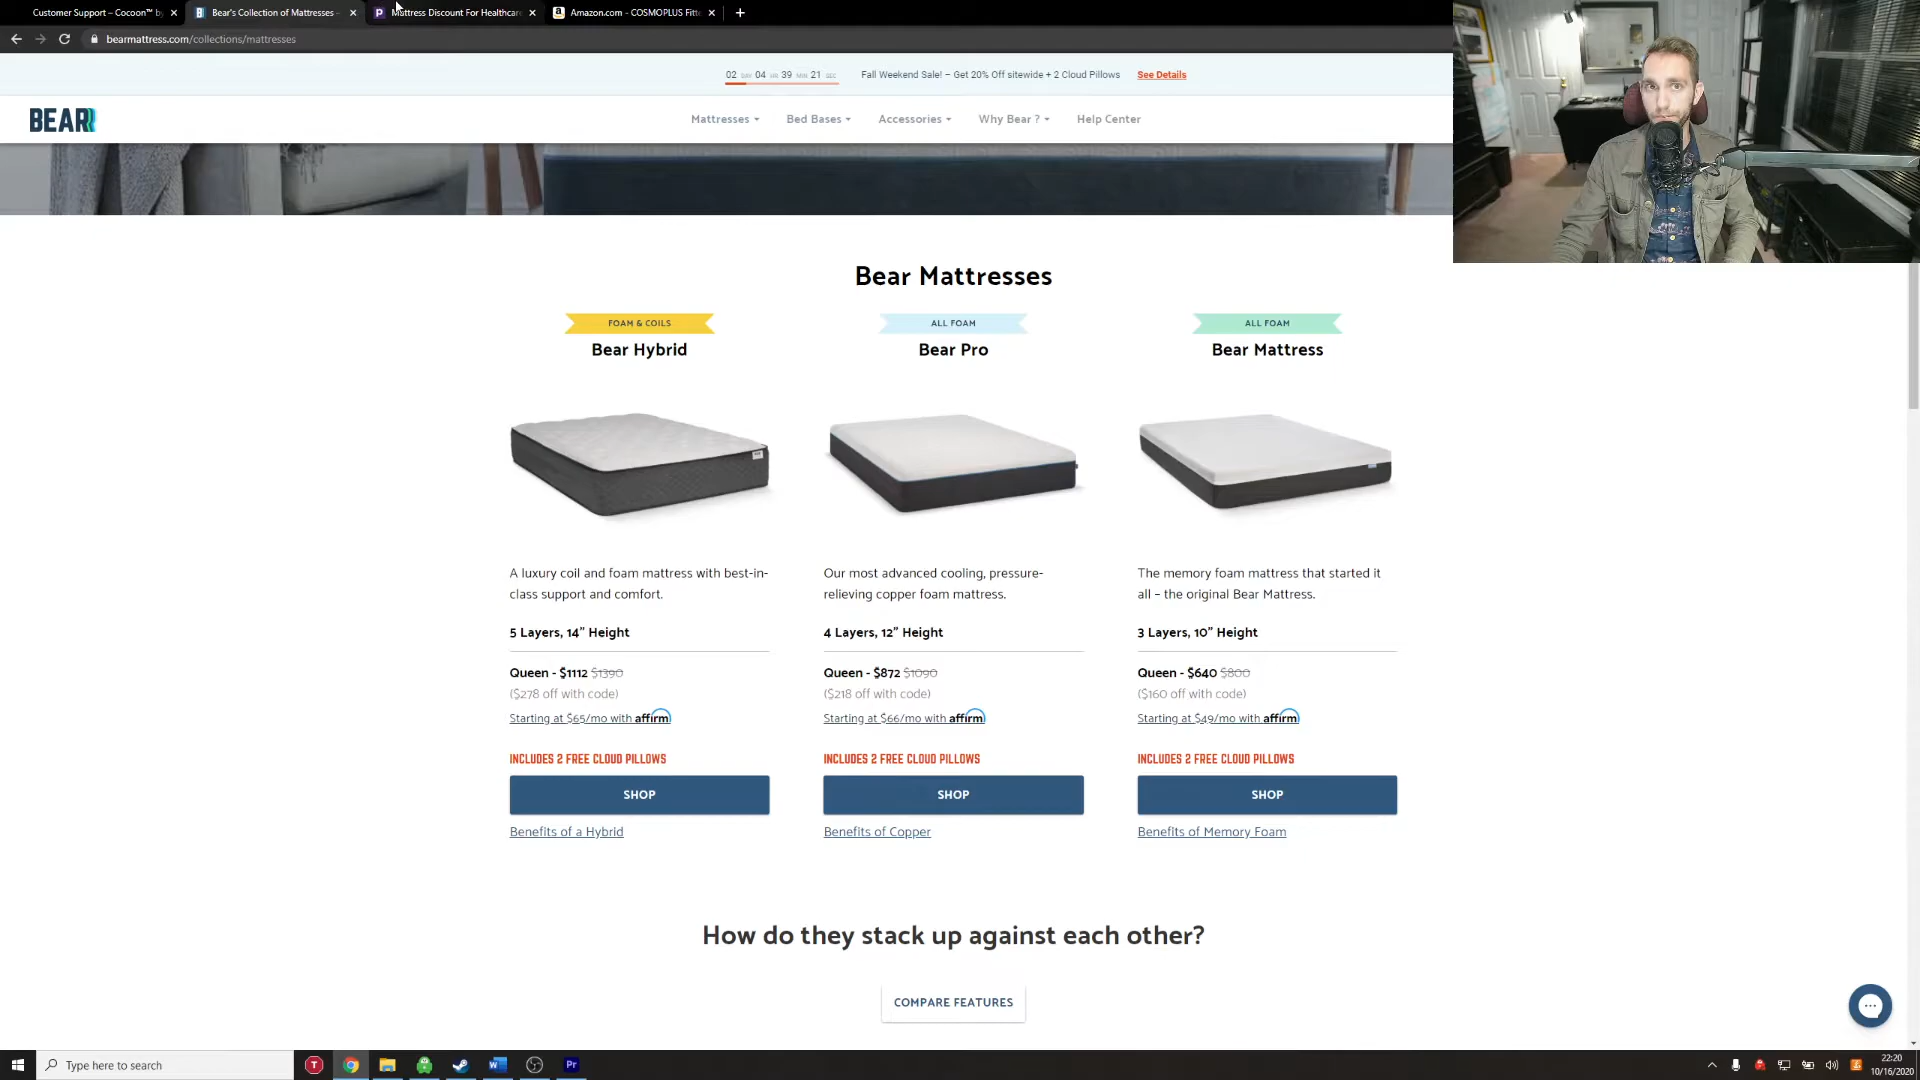 Customer Support – Cocoon™ by
Bear's Collection of Mattresses –
Mattress Discount For Healthcare
Amazon.com - COSMOPLUS Fitte
bearmattress.com/collections/mattresses
02 DAY 04 HR 39 MIN 21 SEC
Fall Weekend Sale! – Get 20% Off sitewide + 2 Cloud Pillows See Details
BEAR
Mattresses
Bed Bases
Accessories
Why Bear ?
Help Center
Bear Mattresses
FOAM & COILS
Bear Hybrid
A luxury coil and foam mattress with best-in-
class support and comfort.
5 Layers, 14" Height
Queen - $1112 $1390
($278 off with code)
Starting at $65/mo with affirm
INCLUDES 2 FREE CLOUD PILLOWS
SHOP
Benefits of a Hybrid
ALL FOAM
Bear Pro
Our most advanced cooling, pressure-
relieving copper foam mattress.
4 Layers, 12" Height
Queen - $872 $1090
($218 off with code)
Starting at $66/mo with affirm
INCLUDES 2 FREE CLOUD PILLOWS
SHOP
Benefits of Copper
ALL FOAM
Bear Mattress
The memory foam mattress that started it
all – the original Bear Mattress.
3 Layers, 10" Height
Queen - $640 $800
($160 off with code)
Starting at $49/mo with affirm
INCLUDES 2 FREE CLOUD PILLOWS
SHOP
Benefits of Memory Foam
How do they stack up against each other?
COMPARE FEATURES
Type here to search
22:20
10/16/2020